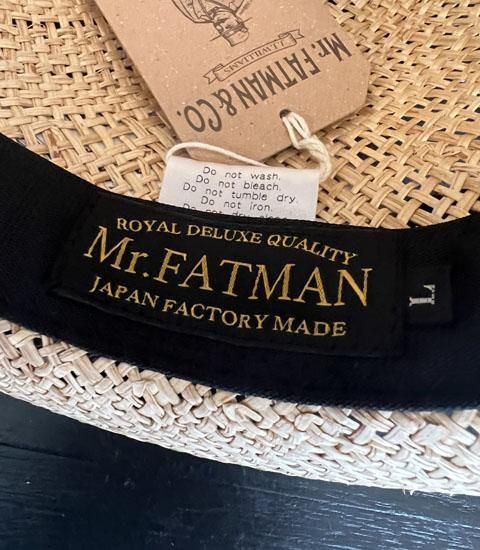 Mr. FATMAN & CO.
J.J.WILLIAMS
Do not wash.
Do not bleach.
Do not tumble dry.
Do not iron.
ROYAL DELUXE QUALITY
Mr.FATMAN
JAPAN FACTORY MADE
L